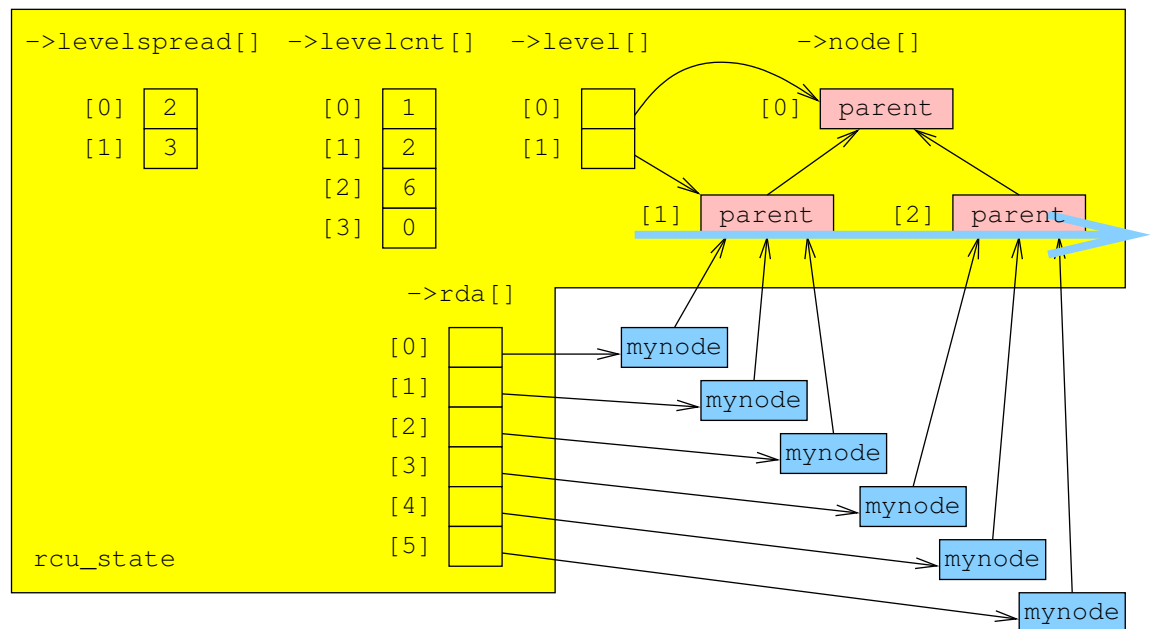 ->levelspread[] ->levelcnt[] ->level[] ->node[]
[0] 2 [0] 1 [0] [0] parent
[1] 3 [1] 2 [1]
[2] 6
[1] parent [2] parent
[3] 0
->rda[]
[0] mynode
[1] mynode
[2] mynode
[3] mynode
[4] mynode
[5] mynode
rcu_state